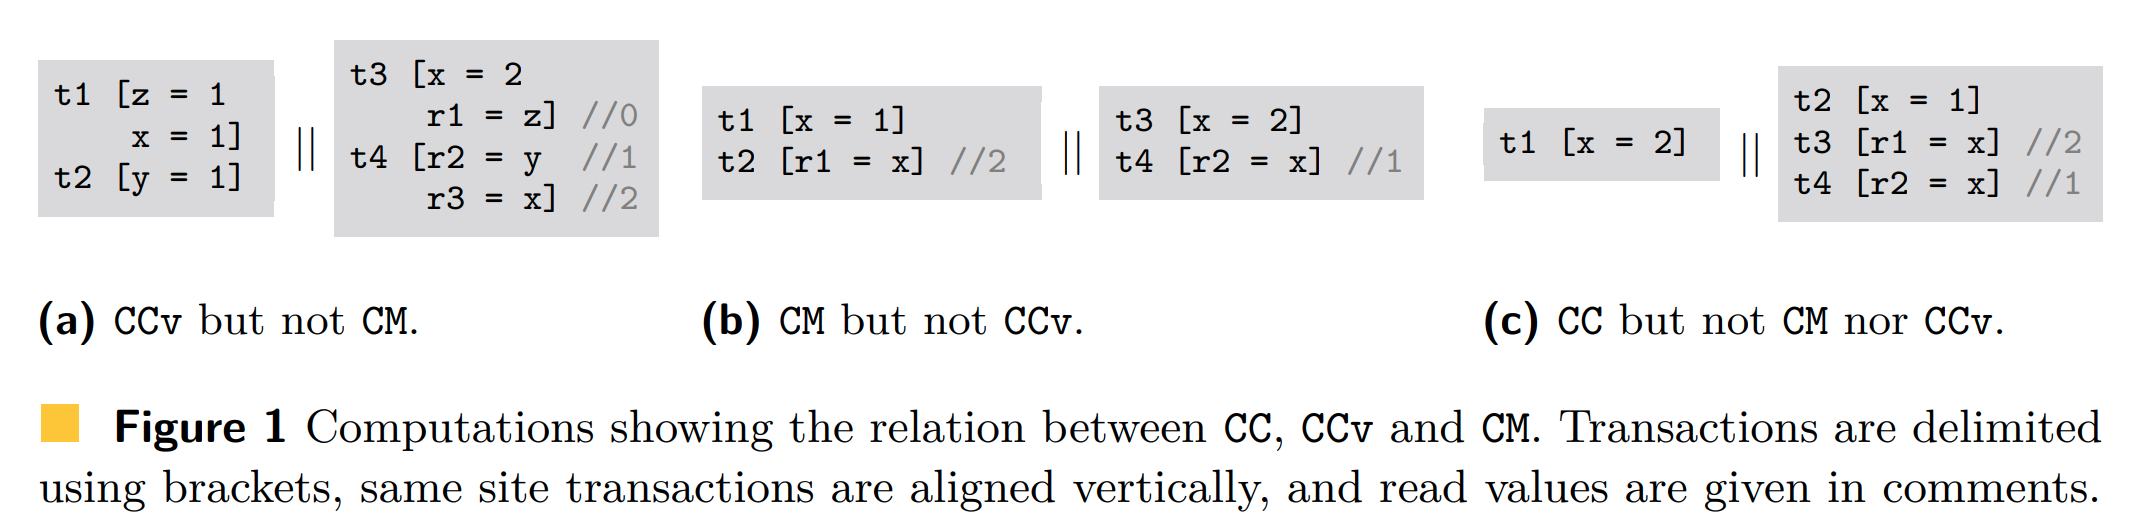 t1 [z = 1
x = 1]
t2 [y = 1]
||
t3 [x = 2
r1 = z] //0
t4 [r2 = y //1
r3 = x] //2
(a) CCv but not CM.
t1 [x = 1]
t2 [r1 = x] //2
||
t3 [x = 2]
t4 [r2 = x] //1
(b) CM but not CCv.
t1 [x = 2]
||
t2 [x = 1]
t3 [r1 = x] //2
t4 [r2 = x] //1
(c) CC but not CM nor CCv.
Figure 1 Computations showing the relation between CC, CCv and CM. Transactions are delimited
using brackets, same site transactions are aligned vertically, and read values are given in comments.